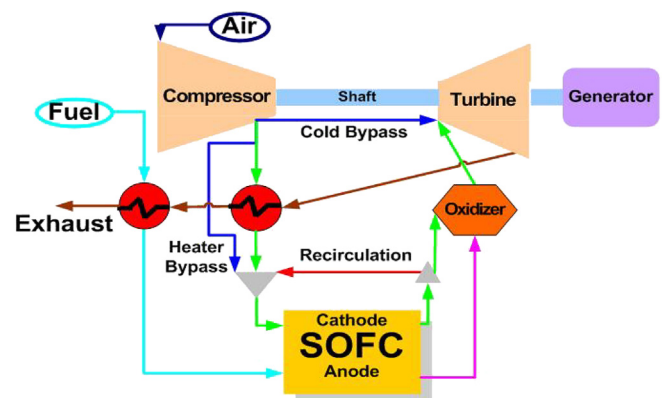 Air
Compressor
Shaft
Turbine
Generator
Fuel
Cold Bypass
Exhaust
Oxidizer
Heater
Bypass
Recirculation
Cathode
SOFC
Anode